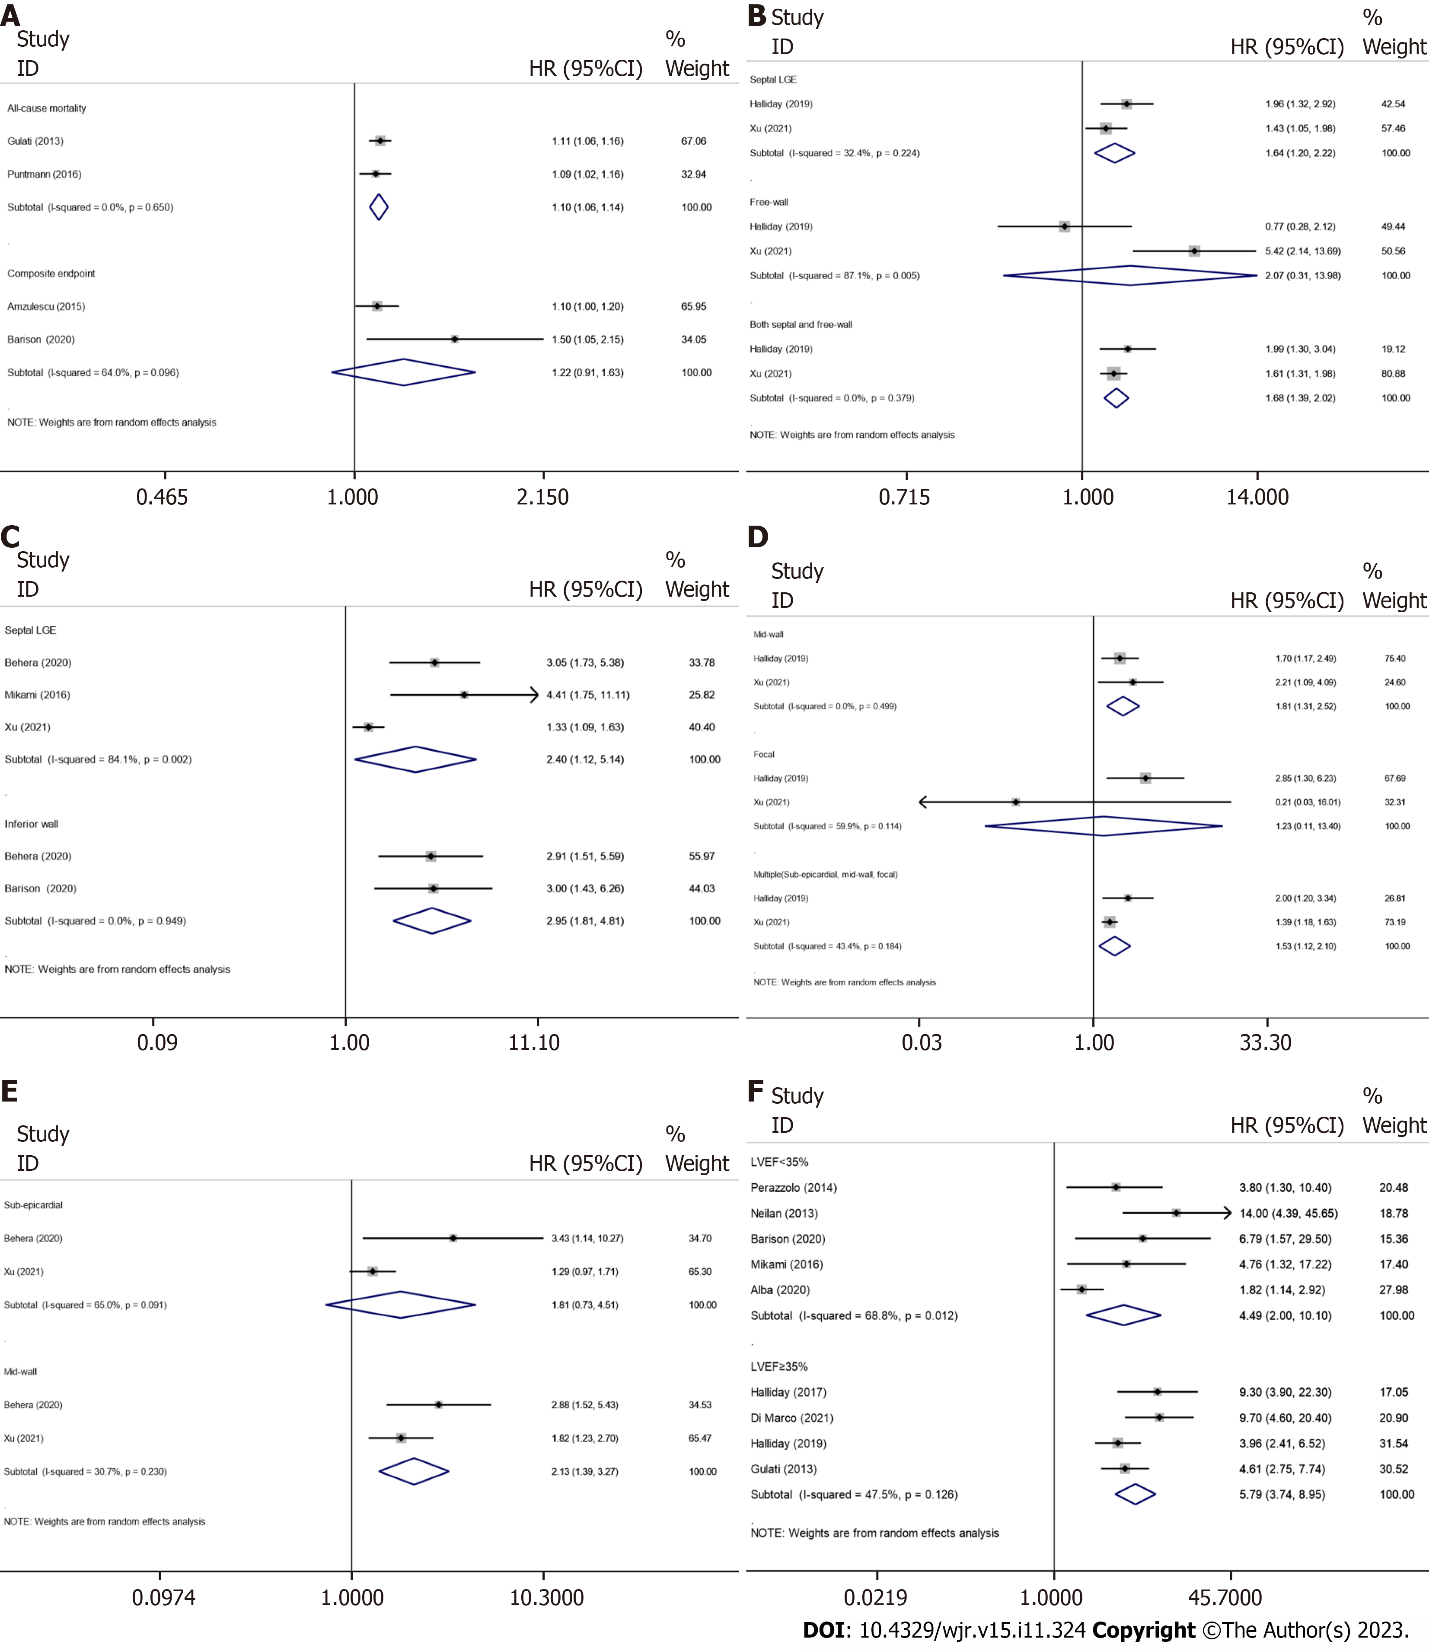 A
Study %
ID HR (95%CI) Weight
All-cause mortality
Gulati (2013) 1.11 (1.06, 1.16) 67.06
Puntmann (2016) 1.09 (1.02, 1.16) 32.94
Subtotal (I-squared = 0.0%, p = 0.650) 1.10 (1.06, 1.14) 100.00
.
Composite endpoint
Amzulescu (2015) 1.10 (1.00, 1.20) 65.95
Barison (2020) 1.50 (1.05, 2.15) 34.05
Subtotal (I-squared = 64.0%, p = 0.096) 1.22 (0.91, 1.63) 100.00
.
NOTE: Weights are from random effects analysis
0.465 1.000 2.150
B Study %
ID HR (95%CI) Weight
Septal LGE
Halliday (2019) 1.96 (1.32, 2.92) 42.54
Xu (2021) 1.43 (1.05, 1.98) 57.46
Subtotal (I-squared = 32.4%, p = 0.224) 1.64 (1.20, 2.22) 100.00
.
Free-wall
Halliday (2019) 0.77 (0.28, 2.12) 49.44
Xu (2021) 5.42 (2.14, 13.69) 50.56
Subtotal (I-squared = 87.1%, p = 0.005) 2.07 (0.31, 13.98) 100.00
.
Both septal and free-wall
Halliday (2019) 1.99 (1.30, 3.04) 19.12
Xu (2021) 1.61 (1.31, 1.98) 80.88
Subtotal (I-squared = 0.0%, p = 0.379) 1.68 (1.39, 2.02) 100.00
.
NOTE: Weights are from random effects analysis
0.715 1.000 14.000
C
Study %
ID HR (95%CI) Weight
Septal LGE
Behera (2020) 3.05 (1.73, 5.38) 33.78
Mikami (2016) 4.41 (1.75, 11.11) 25.82
Xu (2021) 1.33 (1.09, 1.63) 40.40
Subtotal (I-squared = 84.1%, p = 0.002) 2.40 (1.12, 5.14) 100.00
.
Inferior wall
Behera (2020) 2.91 (1.51, 5.59) 55.97
Barison (2020) 3.00 (1.43, 6.26) 44.03
Subtotal (I-squared = 0.0%, p = 0.949) 2.95 (1.81, 4.81) 100.00
.
NOTE: Weights are from random effects analysis
0.09 1.00 11.10
D
Study %
ID HR (95%CI) Weight
Mid-wall
Halliday (2019) 1.70 (1.17, 2.49) 75.40
Xu (2021) 2.21 (1.09, 4.09) 24.60
Subtotal (I-squared = 0.0%, p = 0.499) 1.81 (1.31, 2.52) 100.00
.
Focal
Halliday (2019) 2.85 (1.30, 6.23) 67.69
Xu (2021) 0.21 (0.03, 16.01) 32.31
Subtotal (I-squared = 59.9%, p = 0.114) 1.23 (0.11, 13.40) 100.00
.
Multiple(Sub-epicardial, mid-wall, focal)
Halliday (2019) 2.00 (1.20, 3.34) 26.81
Xu (2021) 1.39 (1.18, 1.63) 73.19
Subtotal (I-squared = 43.4%, p = 0.184) 1.53 (1.12, 2.10) 100.00
.
NOTE: Weights are from random effects analysis
0.03 1.00 33.30
E
Study %
ID HR (95%CI) Weight
Sub-epicardial
Behera (2020) 3.43 (1.14, 10.27) 34.70
Xu (2021) 1.29 (0.97, 1.71) 65.30
Subtotal (I-squared = 65.0%, p = 0.091) 1.81 (0.73, 4.51) 100.00
.
Mid-wall
Behera (2020) 2.88 (1.52, 5.43) 34.53
Xu (2021) 1.82 (1.23, 2.70) 65.47
Subtotal (I-squared = 30.7%, p = 0.230) 2.13 (1.39, 3.27) 100.00
.
NOTE: Weights are from random effects analysis
0.0974 1.0000 10.3000
F Study %
ID HR (95%CI) Weight
LVEF<35%
Perazzolo (2014) 3.80 (1.30, 10.40) 20.48
Neilan (2013) 14.00 (4.39, 45.65) 18.78
Barison (2020) 6.79 (1.57, 29.50) 15.36
Mikami (2016) 4.76 (1.32, 17.22) 17.40
Alba (2020) 1.82 (1.14, 2.92) 27.98
Subtotal (I-squared = 68.8%, p = 0.012) 4.49 (2.00, 10.10) 100.00
.
LVEF≥35%
Halliday (2017) 9.30 (3.90, 22.30) 17.05
Di Marco (2021) 9.70 (4.60, 20.40) 20.90
Halliday (2019) 3.96 (2.41, 6.52) 31.54
Gulati (2013) 4.61 (2.75, 7.74) 30.52
Subtotal (I-squared = 47.5%, p = 0.126) 5.79 (3.74, 8.95) 100.00
.
NOTE: Weights are from random effects analysis
0.0219 1.0000 45.7000
DOI: 10.4329/wjr.v15.i11.324 Copyright ©The Author(s) 2023.